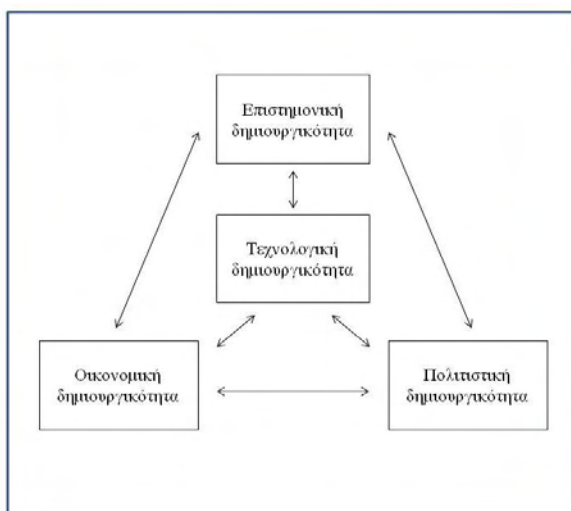 Επιστημονική
δημιουργικότητα
Τεχνολογική
δημιουργικότητα
Οικονομική
δημιουργικότητα
Πολιτιστική
δημιουργικότητα